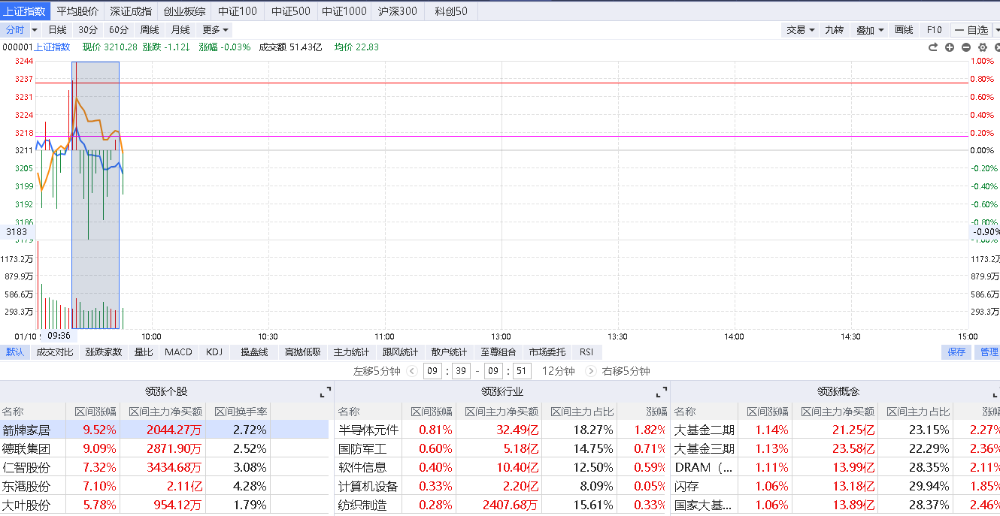 上证指数 平均股价 深证成指 创业板综 中证100 中证500 中证1000 沪深300 科创50
分时 日线 30分 60分 周线 月线 更多 交易 九转 叠加 画线 F10 一 自选
000001上证指数 现价 3210.28 涨跌 -1.12↓ 涨幅 -0.03% 成交额 51.43亿 均价 22.83
3244 1.00%
3237 0.80%
3231 0.60%
3224 0.40%
3218 0.20%
3211 0.00%
3205 -0.20%
3199 -0.40%
3192 -0.60%
3186 -0.80%
3183 -0.90%
3179 -1.00%
1173.2万 1173.2万
879.9万 879.9万
586.6万 586.6万
293.3万 293.3万
01/10 09:36 10:00 10:30 11:00 13:00 13:30 14:00 14:30 15:00
默认 成交对比 涨跌家数 量比 MACD KDJ 操盘线 高抛低吸 主力统计 跟风统计 散户统计 至尊组合 市场委托 RSI 保存 管理
左移5分钟 09 : 39 - 09 : 51 12分钟 右移5分钟
领涨个股 领涨行业 领涨概念
名称 区间涨幅 区间主力净买额 区间换手率 名称 区间涨幅 区间主力净买额 区间主力占比 涨幅 名称 区间涨幅 区间主力净买额 区间主力占比 涨幅
箭牌家居 9.52% 2044.27万 2.72% 半导体元件 0.81% 32.49亿 18.27% 1.82% 大基金二期 1.14% 21.25亿 23.15% 2.27%
德联集团 9.09% 2871.90万 2.52% 国防军工 0.60% 5.18亿 14.75% 0.71% 大基金三期 1.13% 23.58亿 22.29% 2.36%
仁智股份 7.32% 3434.68万 3.08% 软件信息 0.40% 10.40亿 12.50% 0.59% DRAM（... 1.11% 13.99亿 28.35% 2.11%
东港股份 7.10% 2.11亿 4.28% 计算机设备 0.33% 2.20亿 8.09% 0.05% 闪存 1.06% 13.18亿 29.94% 1.85%
大叶股份 5.78% 954.12万 1.79% 纺织制造 0.28% 2407.68万 15.61% 0.33% 国家大基... 1.06% 13.89亿 28.37% 2.46%